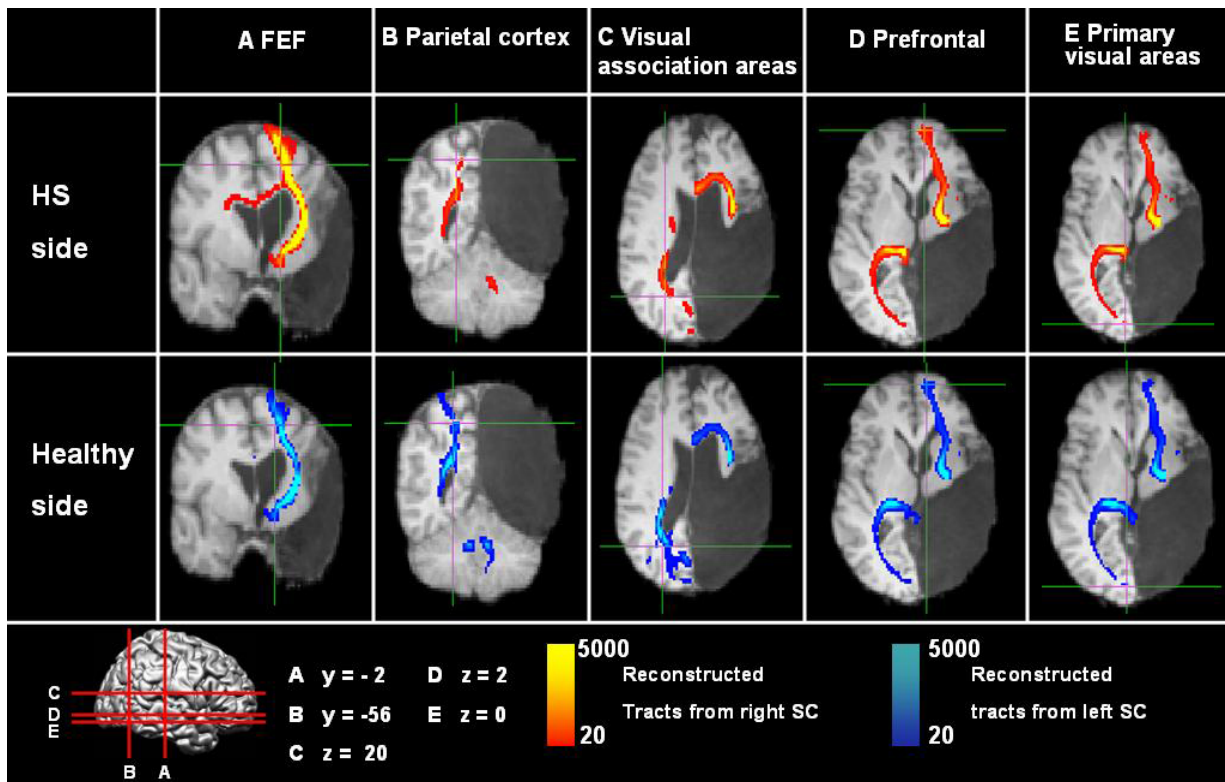 A FEF
B Parietal cortex
C Visual
association areas
D Prefrontal
E Primary
visual areas
HS
side
Healthy
side
C
D
E
B A
A y = - 2 D z = 2
B y = -56 E z = 0
C z = 20
5000
Reconstructed
Tracts from right SC
20
5000
Reconstructed
tracts from left SC
20